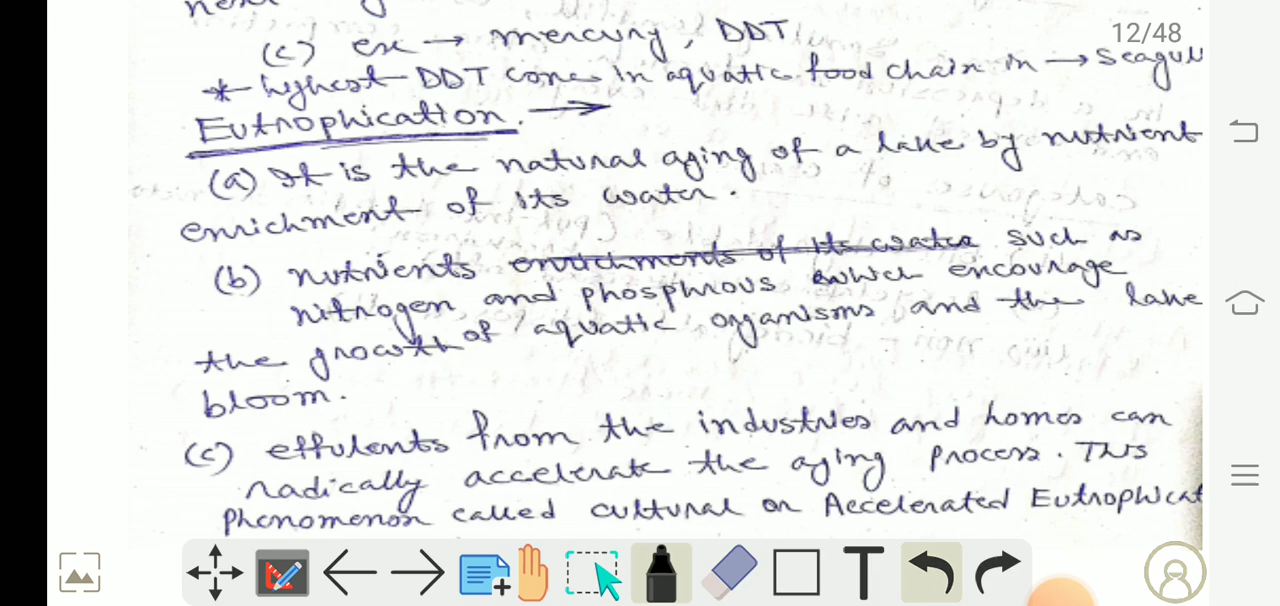 (c) ex → mercury, DDT
12/48
* highest DDT conc in aquatic food chain in → Seagull
Eutrophication. →
(a) It is the natural aging of a lake by nutrient
enrichment of its water.
(b) nutrients enrichments of its water such as
nitrogen and phosphrous which encourage
the growth of aquatic organisms and the lake
bloom.
(c) effulents from the industries and homes can
radically accelerate the aging process. This
Phenomenon called cultural or Accelerated Eutrophicat
T